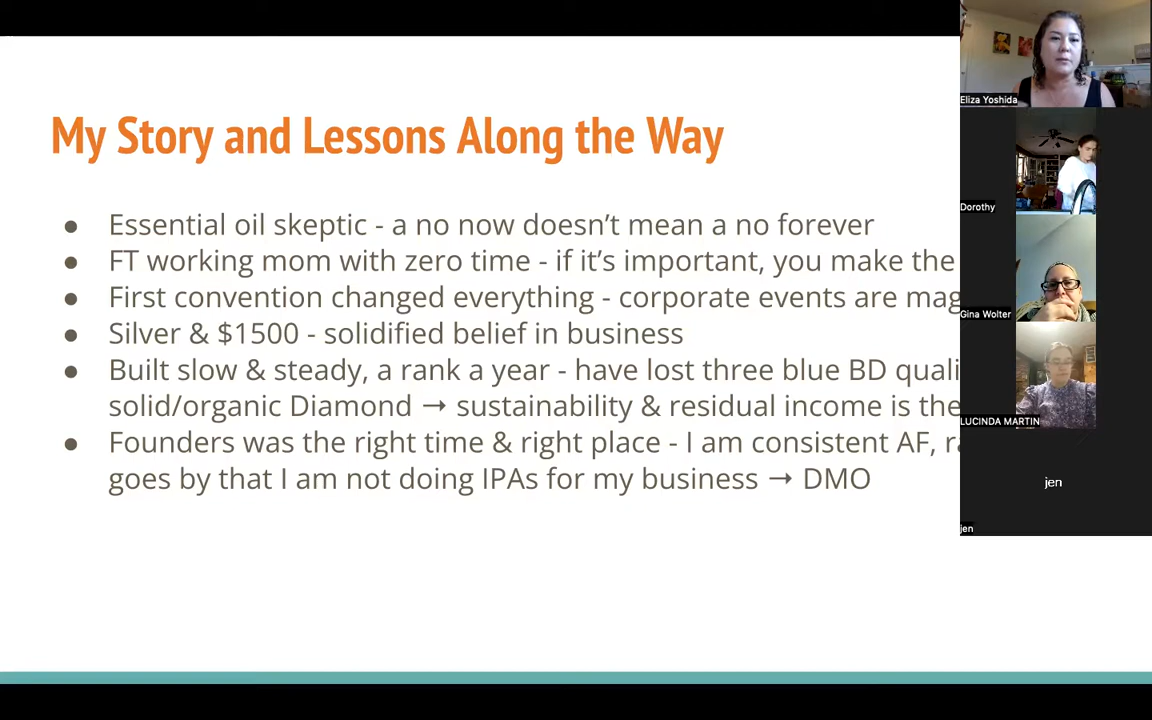 My Story and Lessons Along the Way
● Essential oil skeptic - a no now doesn’t mean a no forever
● FT working mom with zero time - if it’s important, you make the
● First convention changed everything - corporate events are mag
● Silver & $1500 - solidified belief in business
● Built slow & steady, a rank a year - have lost three blue BD quali
solid/organic Diamond → sustainability & residual income is the
● Founders was the right time & right place - I am consistent AF, ra
goes by that I am not doing IPAs for my business → DMO
Eliza Yoshida
Dorothy
Gina Wolter
LUCINDA MARTIN
jen
jen